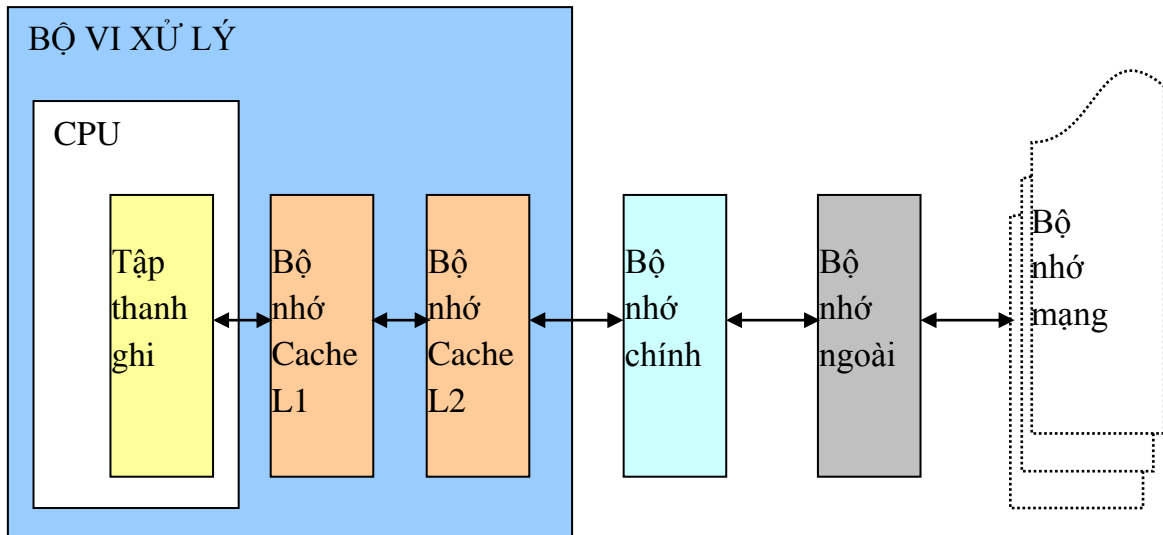 BỘ VI XỬ LÝ
CPU
Tập
thanh
ghi
Bộ
nhớ
Cache
L1
Bộ
nhớ
Cache
L2
Bộ
nhớ
chính
Bộ
nhớ
ngoài
Bộ
nhớ
mạng